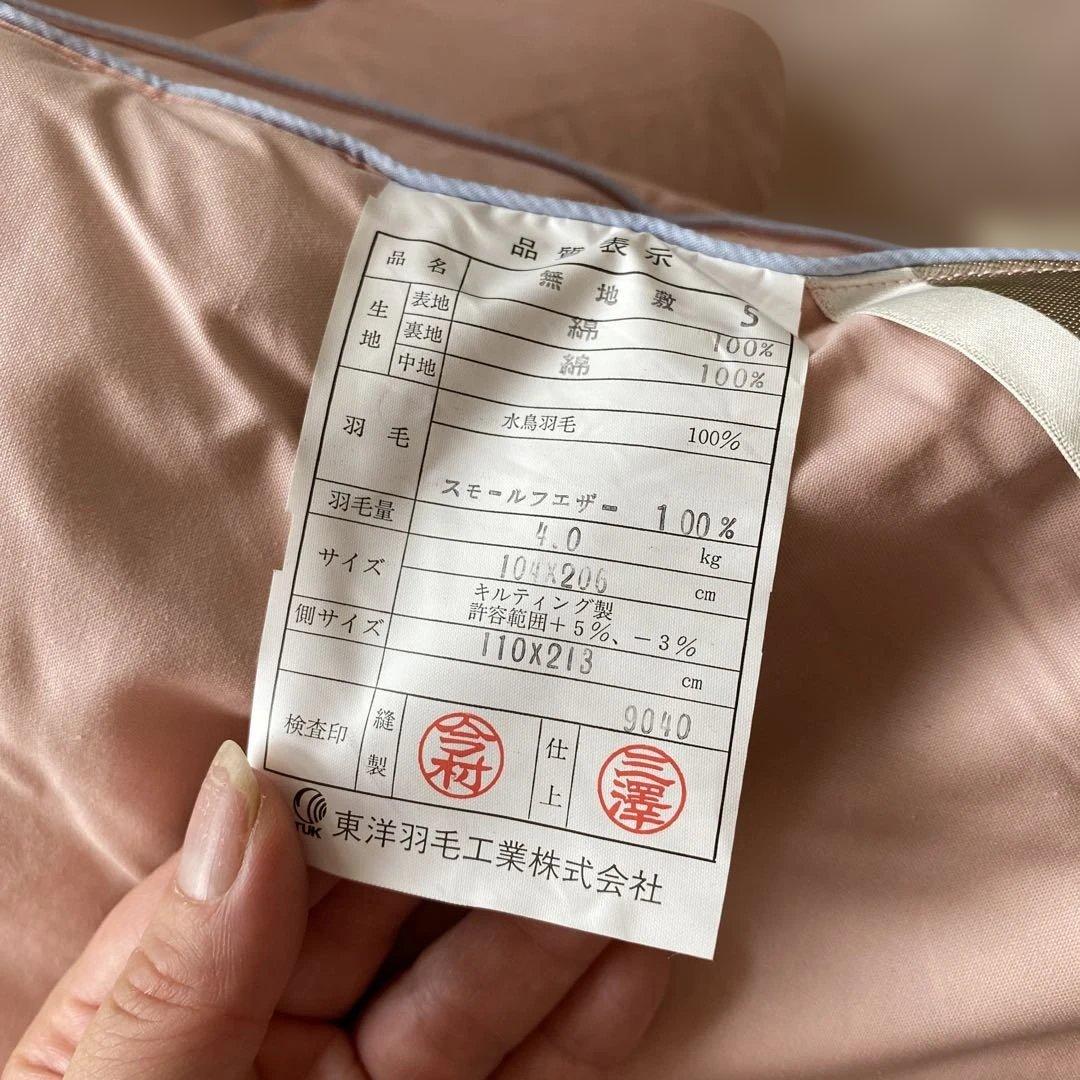 品質表示
品名 無地敷 S
生地 表地 綿 100%
裏地 綿 100%
中地
羽毛 水鳥羽毛 100%
スモールフエザー 100%
羽毛量 4.0 kg
サイズ 104X206 cm
キルティング製
許容範囲+5%、-3%
側サイズ 110X213 cm
9040
検査印 縫製 今村 仕上 三澤
TUK 東洋羽毛工業株式会社